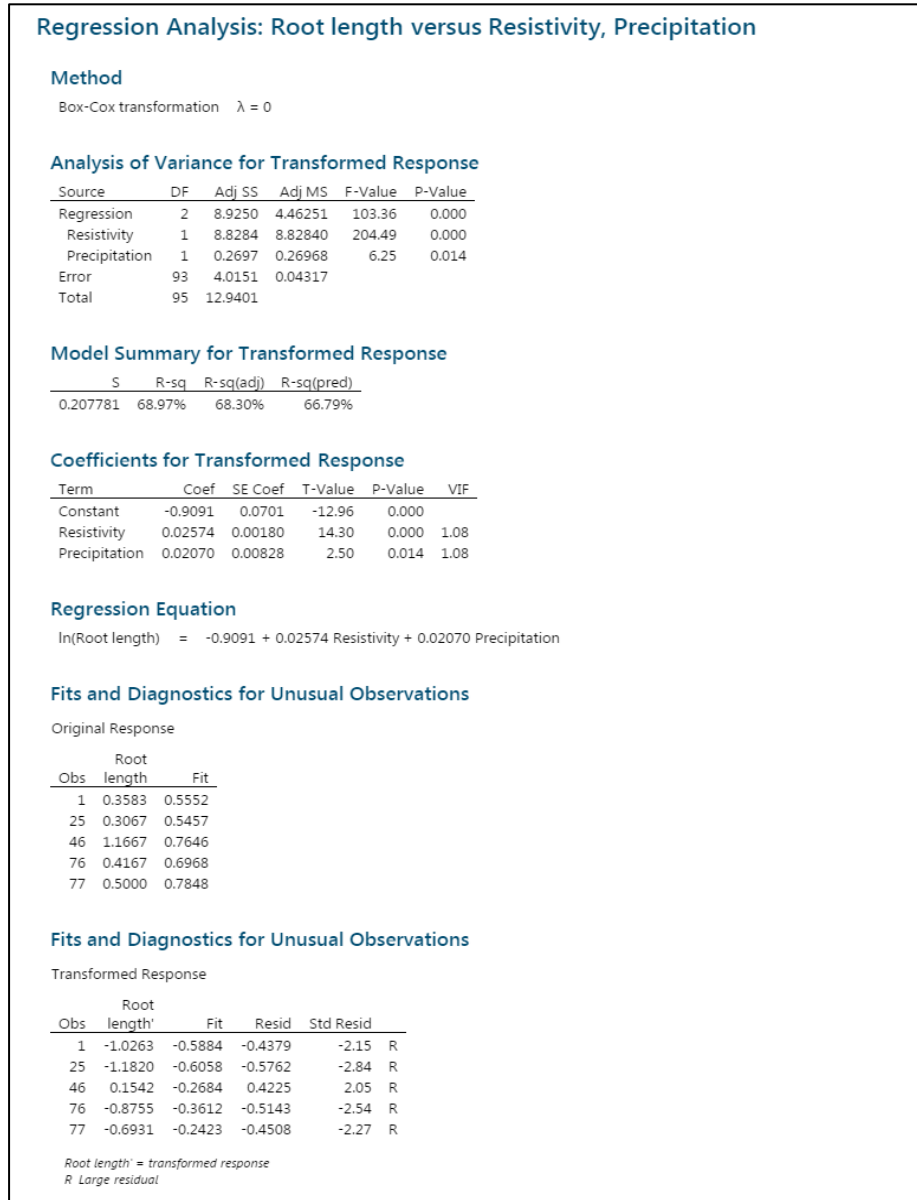 Regression Analysis: Root length versus Resistivity, Precipitation
Method
Box-Cox transformation λ = 0
Analysis of Variance for Transformed Response
Source DF Adj SS Adj MS F-Value P-Value
Regression 2 8.9250 4.46251 103.36 0.000
Resistivity 1 8.8284 8.82840 204.49 0.000
Precipitation 1 0.2697 0.26968 6.25 0.014
Error 93 4.0151 0.04317
Total 95 12.9401
Model Summary for Transformed Response
S R-sq R-sq(adj) R-sq(pred)
0.207781 68.97% 68.30% 66.79%
Coefficients for Transformed Response
Term Coef SE Coef T-Value P-Value VIF
Constant -0.9091 0.0701 -12.96 0.000
Resistivity 0.02574 0.00180 14.30 0.000 1.08
Precipitation 0.02070 0.00828 2.50 0.014 1.08
Regression Equation
ln(Root length) = -0.9091 + 0.02574 Resistivity + 0.02070 Precipitation
Fits and Diagnostics for Unusual Observations
Original Response
Root
Obs length Fit
1 0.3583 0.5552
25 0.3067 0.5457
46 1.1667 0.7646
76 0.4167 0.6968
77 0.5000 0.7848
Fits and Diagnostics for Unusual Observations
Transformed Response
Root
Obs length' Fit Resid Std Resid
1 -1.0263 -0.5884 -0.4379 -2.15 R
25 -1.1820 -0.6058 -0.5762 -2.84 R
46 0.1542 -0.2684 0.4225 2.05 R
76 -0.8755 -0.3612 -0.5143 -2.54 R
77 -0.6931 -0.2423 -0.4508 -2.27 R
Root length' = transformed response
R Large residual